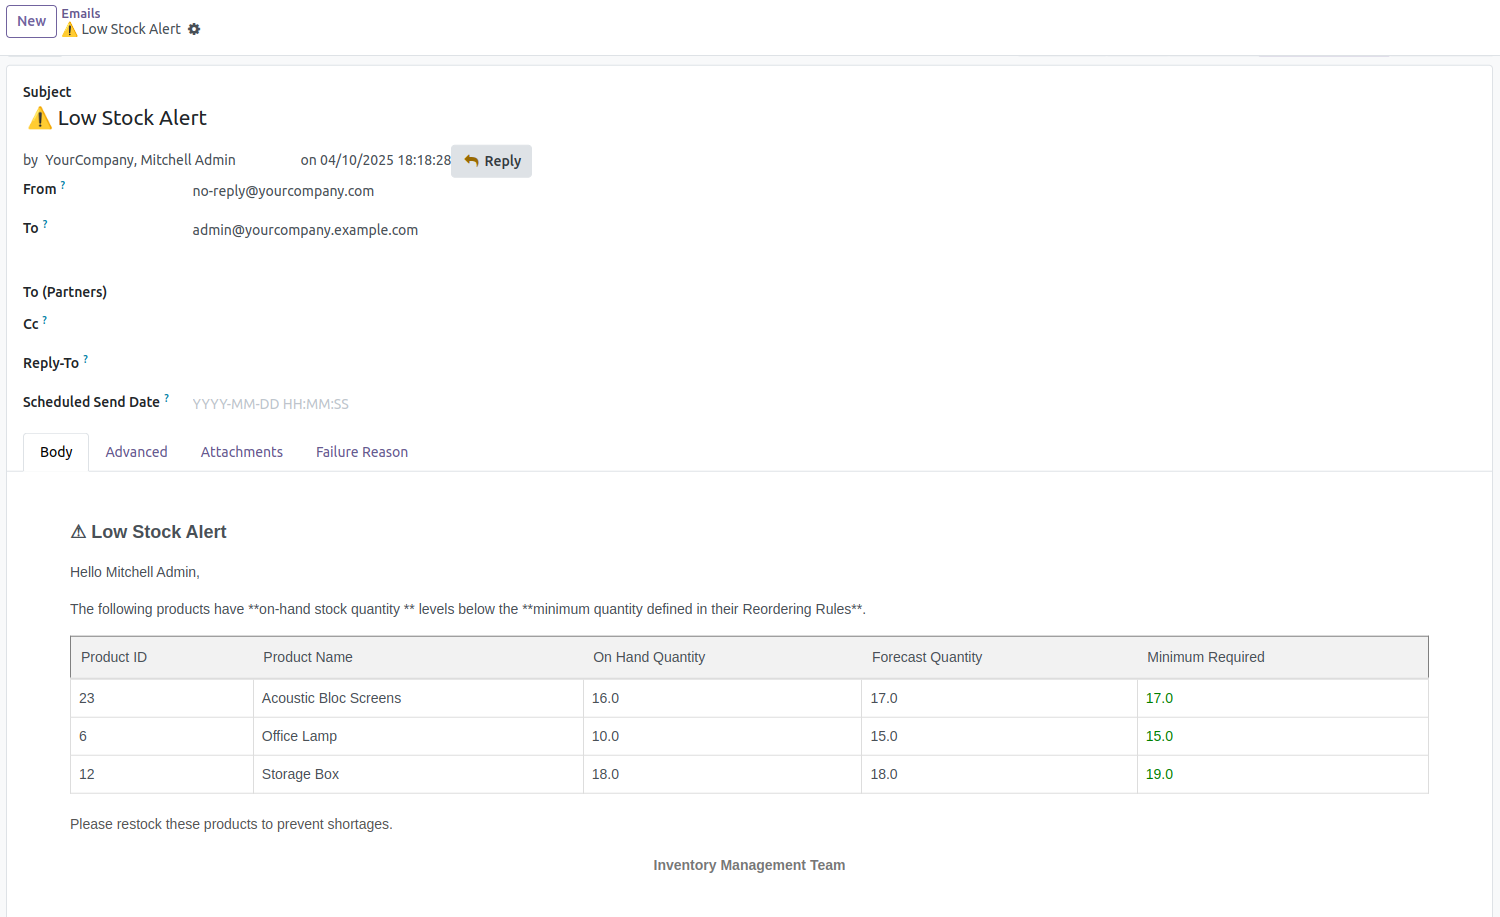 New
Emails
⚠️ Low Stock Alert
Subject
⚠️ Low Stock Alert
by YourCompany, Mitchell Admin on 04/10/2025 18:18:28 Reply
From ? no-reply@yourcompany.com
To ? admin@yourcompany.example.com
To (Partners)
Cc ?
Reply-To ?
Scheduled Send Date ? YYYY-MM-DD HH:MM:SS
Body Advanced Attachments Failure Reason
⚠ Low Stock Alert
Hello Mitchell Admin,
The following products have **on-hand stock quantity ** levels below the **minimum quantity defined in their Reordering Rules**.
Product ID Product Name On Hand Quantity Forecast Quantity Minimum Required
23 Acoustic Bloc Screens 16.0 17.0 17.0
6 Office Lamp 10.0 15.0 15.0
12 Storage Box 18.0 18.0 19.0
Please restock these products to prevent shortages.
Inventory Management Team